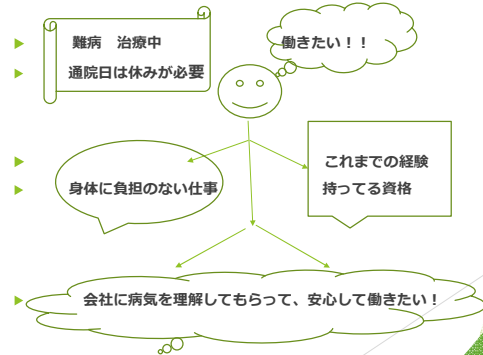 難病　治療中
働きたい！！
通院日は休みが必要
これまでの経験
身体に負担のない仕事
持ってる資格
会社に病気を理解してもらって、安心して働きたい！